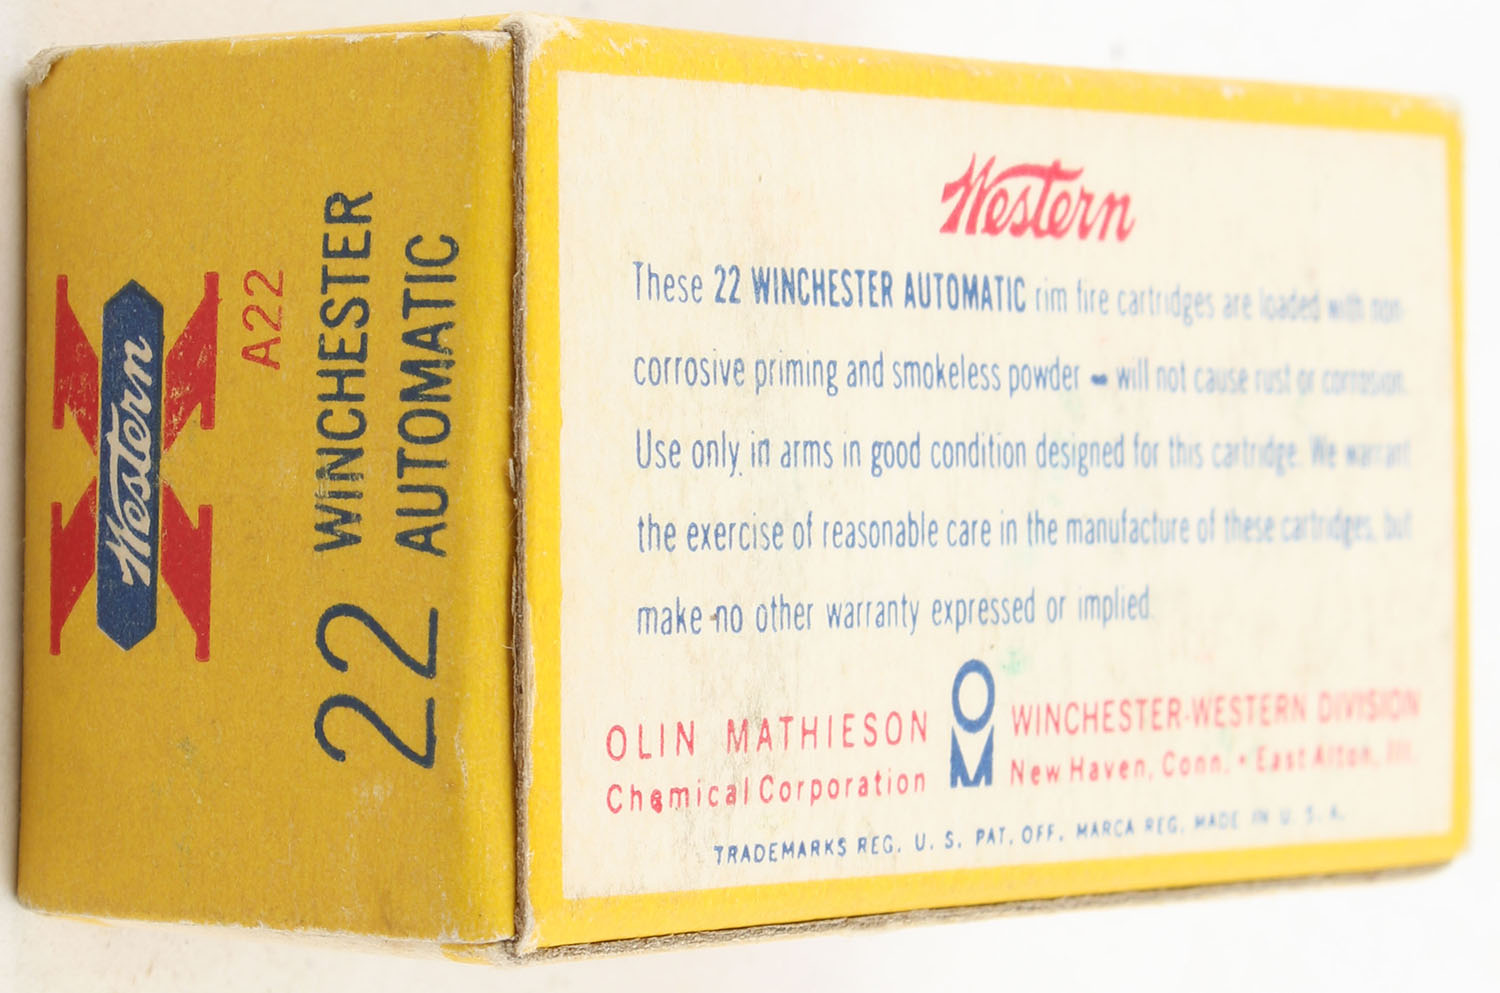 Western
A22
22 WINCHESTER
AUTOMATIC
Western
These 22 WINCHESTER AUTOMATIC rim fire cartridges are loaded with non-
corrosive priming and smokeless powder - will not cause rust or corrosion.
Use only in arms in good condition designed for this cartridge. We warrant
the exercise of reasonable care in the manufacture of these cartridges, but
make no other warranty expressed or implied.
OLIN MATHIESON
Chemical Corporation
OM
WINCHESTER-WESTERN DIVISION
New Haven, Conn. • East Alton, Ill.
TRADEMARKS REG. U. S. PAT. OFF. MARCA REG. MADE IN U. S. A.